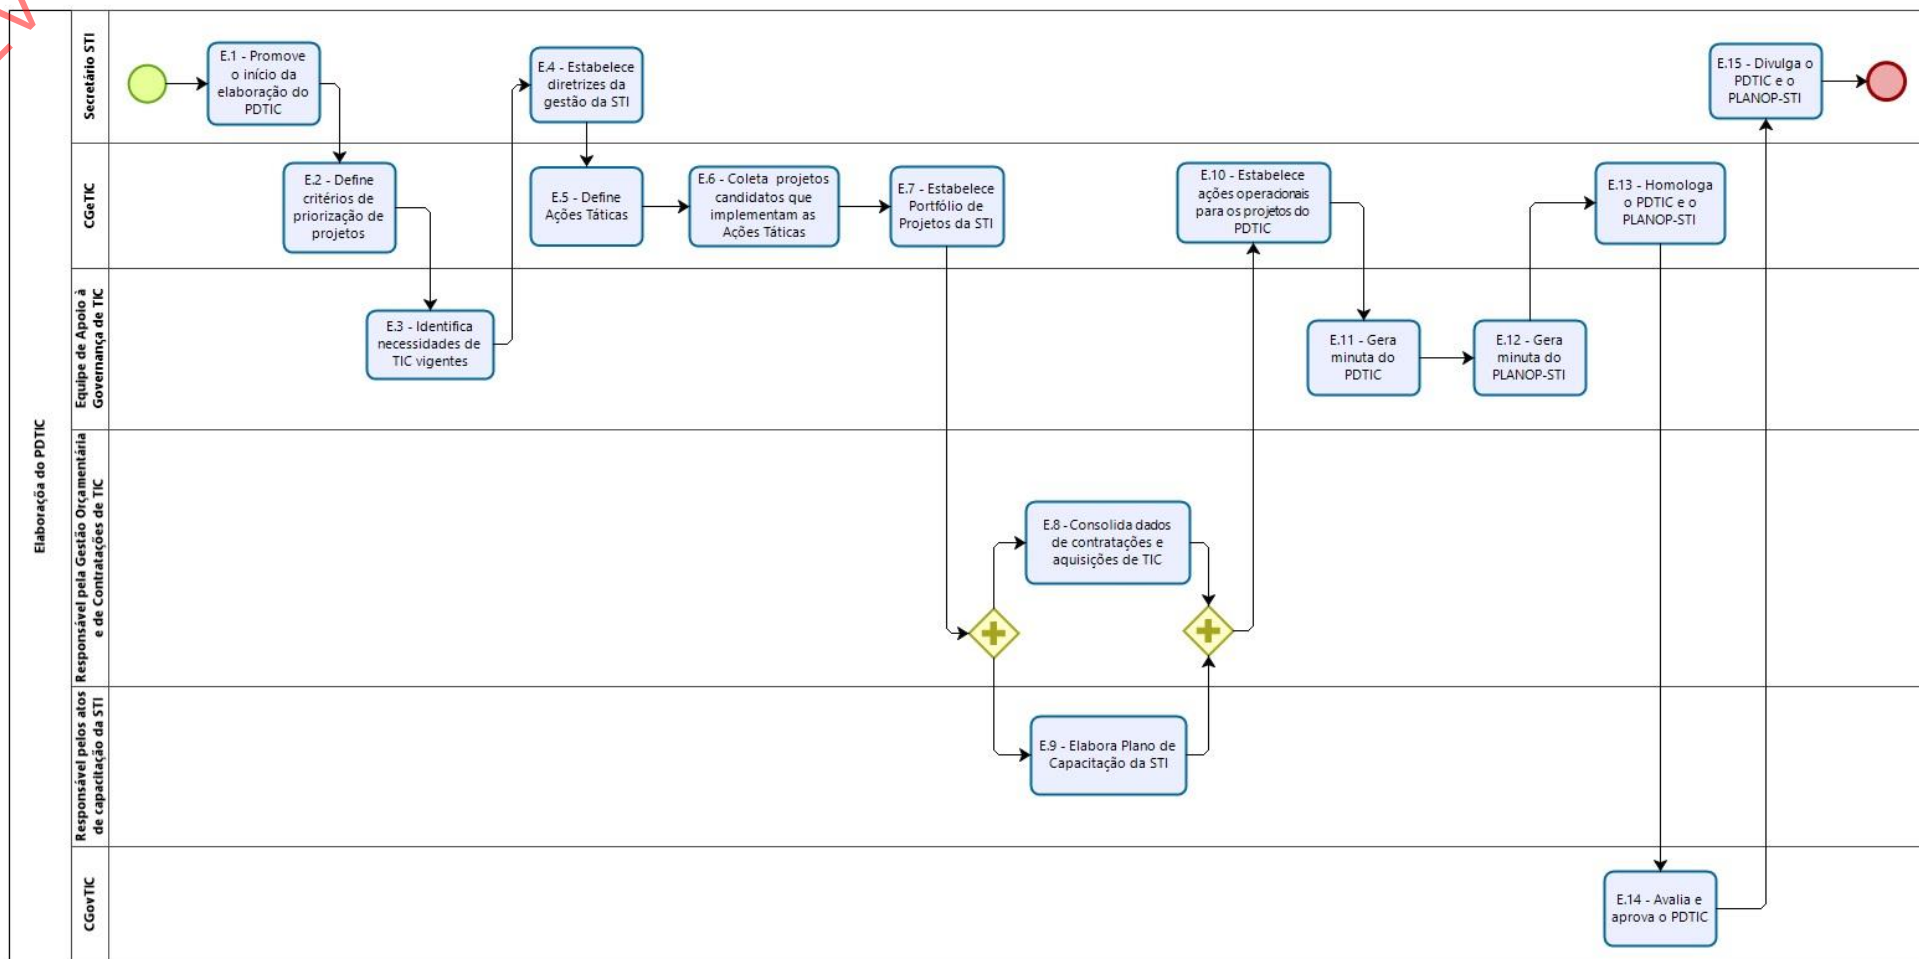 Elaboração do PDTIC
Secretário STI
E.1 - Promove
o início da
elaboração do
PDTIC
E.4 - Estabelece
diretrizes da
gestão da STI
E.15 - Divulga o
PDTIC e o
PLANOP-STI
CGeTIC
E.2 - Define
critérios de
priorização de
projetos
E.5 - Define
Ações Táticas
E.6 - Coleta projetos
candidatos que
implementam as
Ações Táticas
E.7 - Estabelece
Portfólio de
Projetos da STI
E.10 - Estabelece
ações operacionais
para os projetos do
PDTIC
E.13 - Homologa
o PDTIC e o
PLANOP-STI
Equipe de Apoio à
Governança de TIC
E.3 - Identifica
necessidades de
TIC vigentes
E.11 - Gera
minuta do
PDTIC
E.12 - Gera
minuta do
PLANOP-STI
Responsável pela Gestão Orçamentária
e de Contratações de TIC
E.8 - Consolida dados
de contratações e
aquisições de TIC
Responsável pelos atos
de capacitação da STI
E.9 - Elabora Plano de
Capacitação da STI
CGovTIC
E.14 - Avalia e
aprova o PDTIC